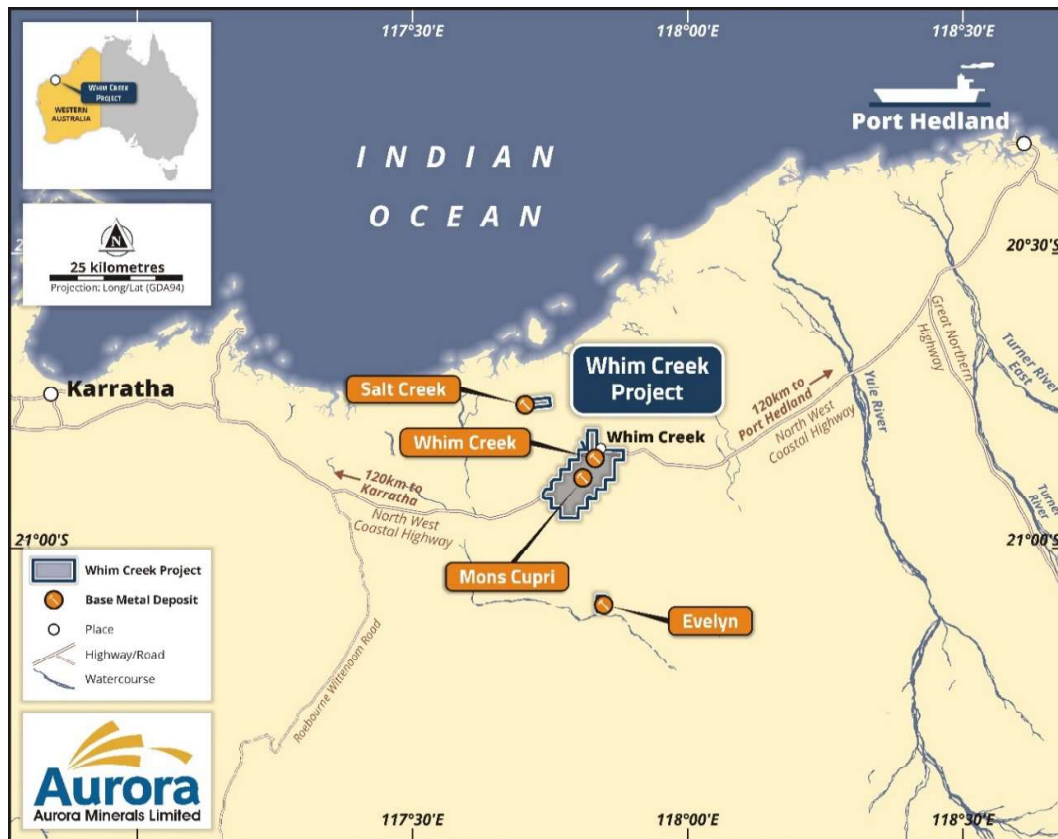 117°30'E
118°00'E
118°30'E
WHIM CREEK
PROJECT
WESTERN
AUSTRALIA
Port Hedland
INDIAN
OCEAN
N
25 kilometres
Projection: Long/Lat (GDA94)
20°30'S
Karratha
Salt Creek
Whim Creek
Project
Whim Creek
Whim Creek
120km to
Port Hedland
North West
Coastal Highway
Yule River
Great Northern
Highway
Turner River
East
Turner
River
120km to
Karratha
North West
Coastal Highway
21°00'S
21°00'S
Mons Cupri
Evelyn
Roebourne Wittenoom Road
Whim Creek Project
Base Metal Deposit
Place
Highway/Road
Watercourse
Aurora
Aurora Minerals Limited
117°30'E
118°00'E
118°30'E